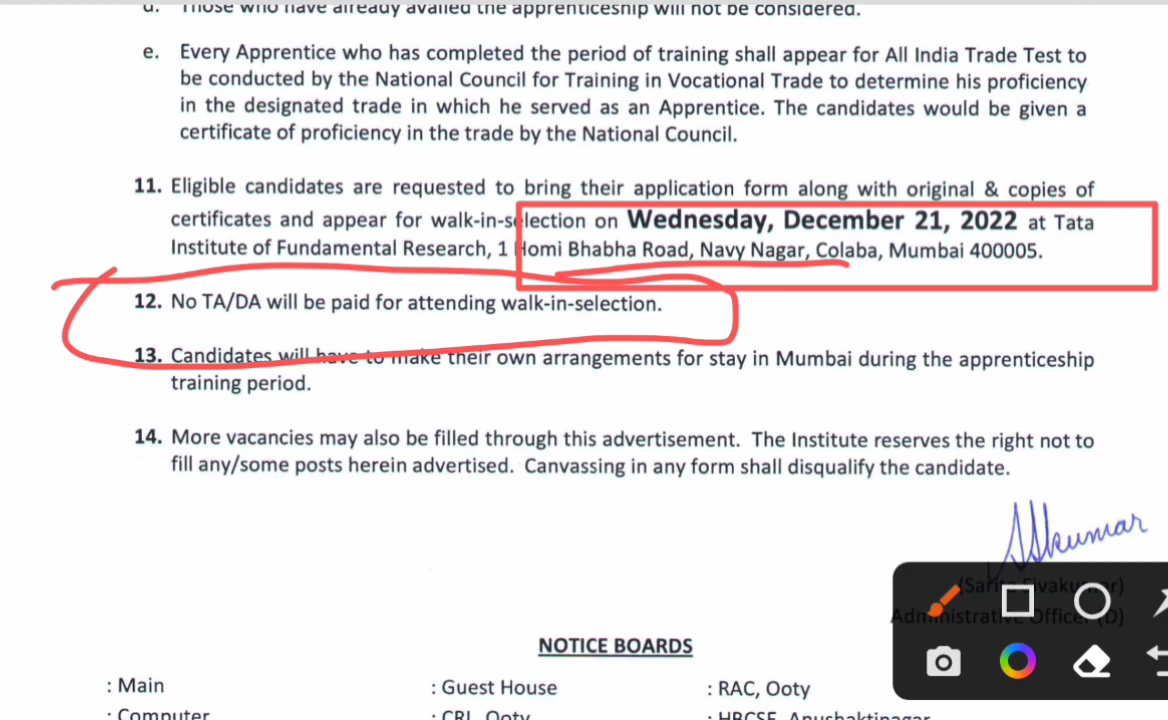 d. Those who have already availed the apprenticeship will not be considered.
e. Every Apprentice who has completed the period of training shall appear for All India Trade Test to
be conducted by the National Council for Training in Vocational Trade to determine his proficiency
in the designated trade in which he served as an Apprentice. The candidates would be given a
certificate of proficiency in the trade by the National Council.
11. Eligible candidates are requested to bring their application form along with original & copies of
certificates and appear for walk-in-selection on Wednesday, December 21, 2022 at Tata
Institute of Fundamental Research, 1 Homi Bhabha Road, Navy Nagar, Colaba, Mumbai 400005.
12. No TA/DA will be paid for attending walk-in-selection.
13. Candidates will have to make their own arrangements for stay in Mumbai during the apprenticeship
training period.
14. More vacancies may also be filled through this advertisement. The Institute reserves the right not to
fill any/some posts herein advertised. Canvassing in any form shall disqualify the candidate.
Administrative Officer (D)
NOTICE BOARDS
: Main : Guest House : RAC, Ooty
: Computer : CRL, Ooty : HBCSE, Anushaktinagar